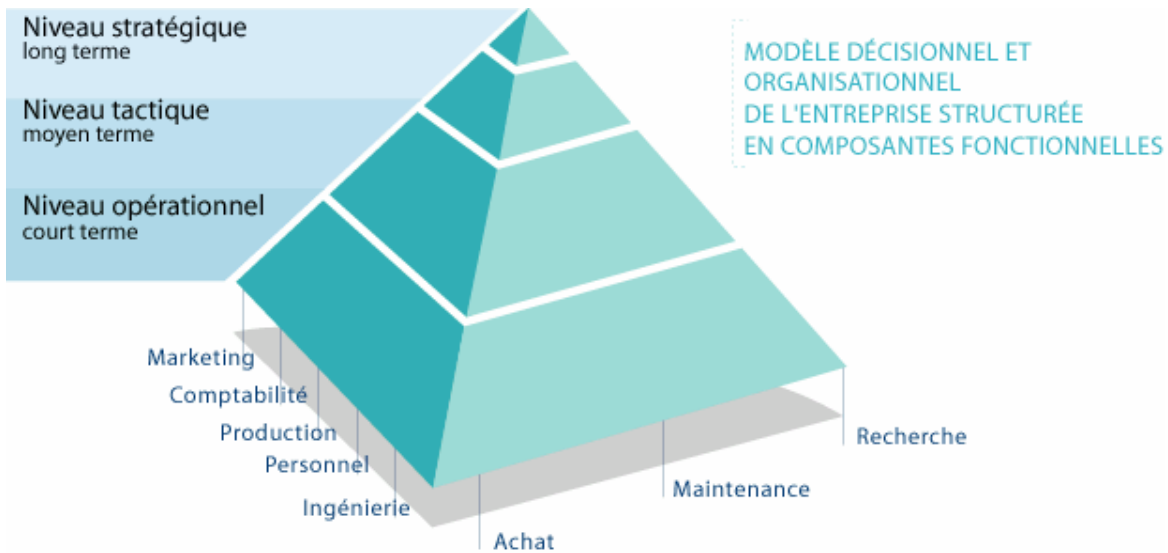 Niveau stratégique
long terme
Niveau tactique
moyen terme
Niveau opérationnel
court terme
MODÈLE DÉCISIONNEL ET
ORGANISATIONNEL
DE L'ENTREPRISE STRUCTURÉE
EN COMPOSANTES FONCTIONNELLES
Marketing
Comptabilité
Production
Personnel
Ingénierie
Achat
Maintenance
Recherche